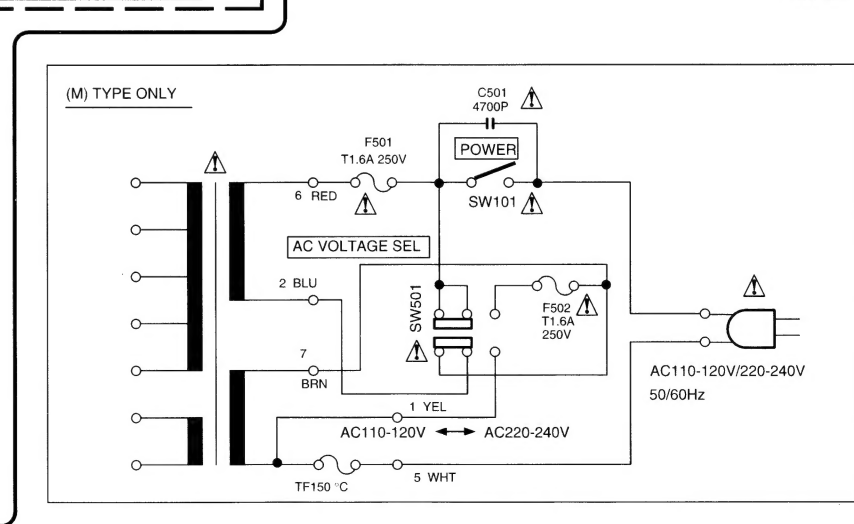 (M) TYPE ONLY
C501
4700P
F501
T1.6A 250V
POWER
6 RED
SW101
AC VOLTAGE SEL
2 BLU
SW501
F502
T1.6A
250V
7
BRN
AC110-120V/220-240V
50/60Hz
1 YEL
AC110-120V ↔ AC220-240V
TF150 °C
5 WHT